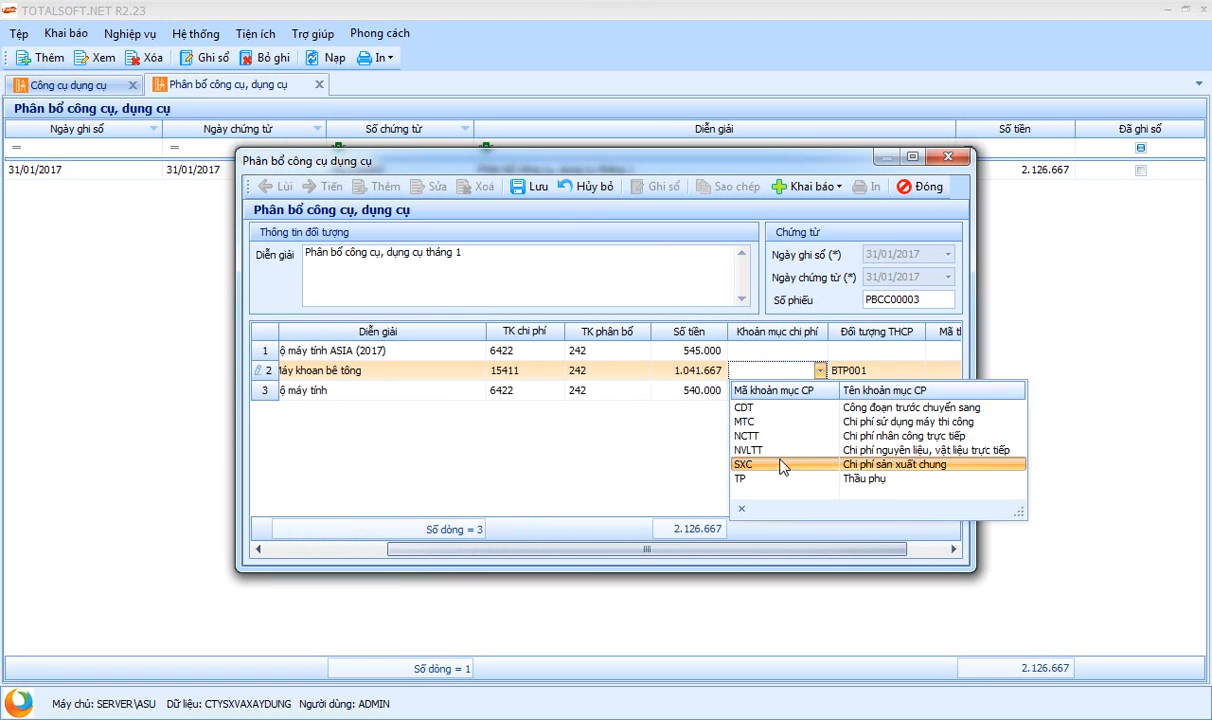 TOTALSOFT.NET R2.23
Tệp Khai báo Nghiệp vụ Hệ thống Tiện ích Trợ giúp Phong cách
Thêm Xem Xóa Ghi sổ Bỏ ghi Nạp In
Công cụ dụng cụ Phân bổ công cụ, dụng cụ
Phân bổ công cụ, dụng cụ
Ngày ghi sổ Ngày chứng từ Số chứng từ Diễn giải Số tiền Đã ghi sổ
= =
31/01/2017 31/01/2017 2.126.667
Phân bổ công cụ dụng cụ
Lùi Tiến Thêm Sửa Xoá Lưu Hủy bỏ Ghi sổ Sao chép Khai báo In Đóng
Phân bổ công cụ, dụng cụ
Thông tin đối tượng Chứng từ
Diễn giải Phân bổ công cụ, dụng cụ tháng 1
Ngày ghi sổ (*) 31/01/2017
Ngày chứng từ (*) 31/01/2017
Số phiếu PBCC00003
Diễn giải TK chi phí TK phân bổ Số tiền Khoản mục chi phí Đối tượng THCP Mã t
1 ộ máy tính ASIA (2017) 6422 242 545.000
2 Máy khoan bê tông 15411 242 1.041.667 BTP001
3 ộ máy tính 6422 242 540.000
Mã khoản mục CP Tên khoản mục CP
CDT Công đoạn trước chuyển sang
MTC Chi phí sử dụng máy thi công
NCTT Chi phí nhân công trực tiếp
NVLTT Chi phí nguyên liệu, vật liệu trực tiếp
SXC Chi phí sản xuất chung
TP Thầu phụ
Số dòng = 3 2.126.667
Số dòng = 1 2.126.667
Máy chủ: SERVER\ASU Dữ liệu: CTYSXVAXAYDUNG Người dùng: ADMIN